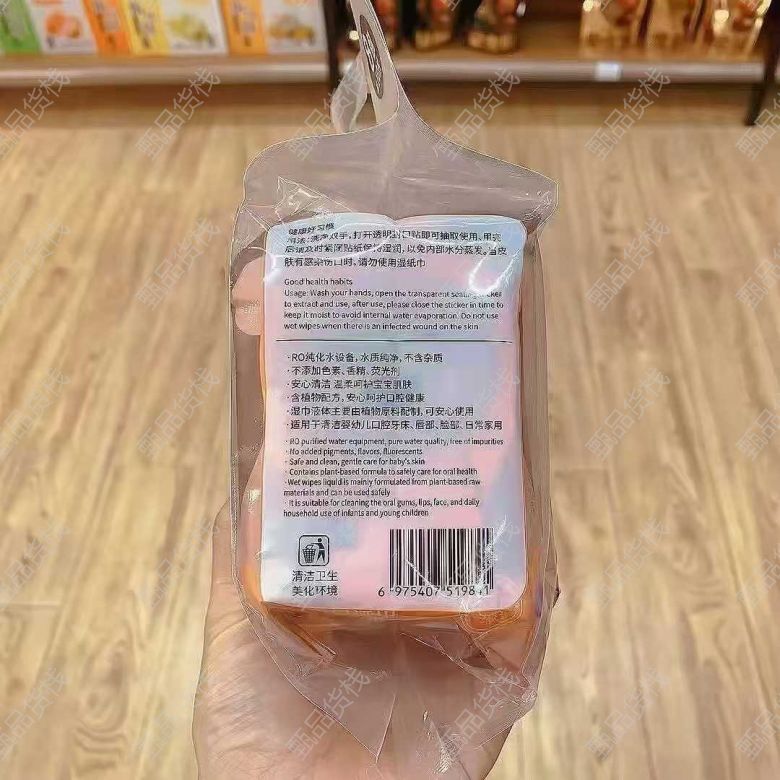 健康好习惯
用法:洗净双手,打开透明封口贴即可抽取使用、用完
后请及时紧闭贴纸保持湿润,以免内部水分蒸发。当皮
肤有感染伤口时,请勿使用湿纸巾
Good health habits
Usage: Wash your hands, open the transparent sealing sticker
to extract and use, after use, please close the sticker in time to
keep it moist to avoid internal water evaporation. Do not use
wet wipes when there is an infected wound on the skin
·RO纯化水设备,水质纯净,不含杂质
·不添加色素、香精、荧光剂
·安心清洁 温柔呵护宝宝肌肤
·含植物配方,安心呵护口腔健康
·湿巾液体主要由植物原料配制,可安心使用
·适用于清洁婴幼儿口腔牙床、唇部、脸部、日常家用
· RO purified water equipment, pure water quality, free of impurities
· No added pigments, flavors, fluorescents
· Safe and clean, gentle care for baby's skin
· Contains plant-based formula to safely care for oral health
· Wet wipes liquid is mainly formulated from plant-based raw
materials and can be used safely
· It is suitable for cleaning the oral gums, lips, face, and daily
household use of infants and young children
清洁卫生
美化环境
6 975407 519841
甄品货栈